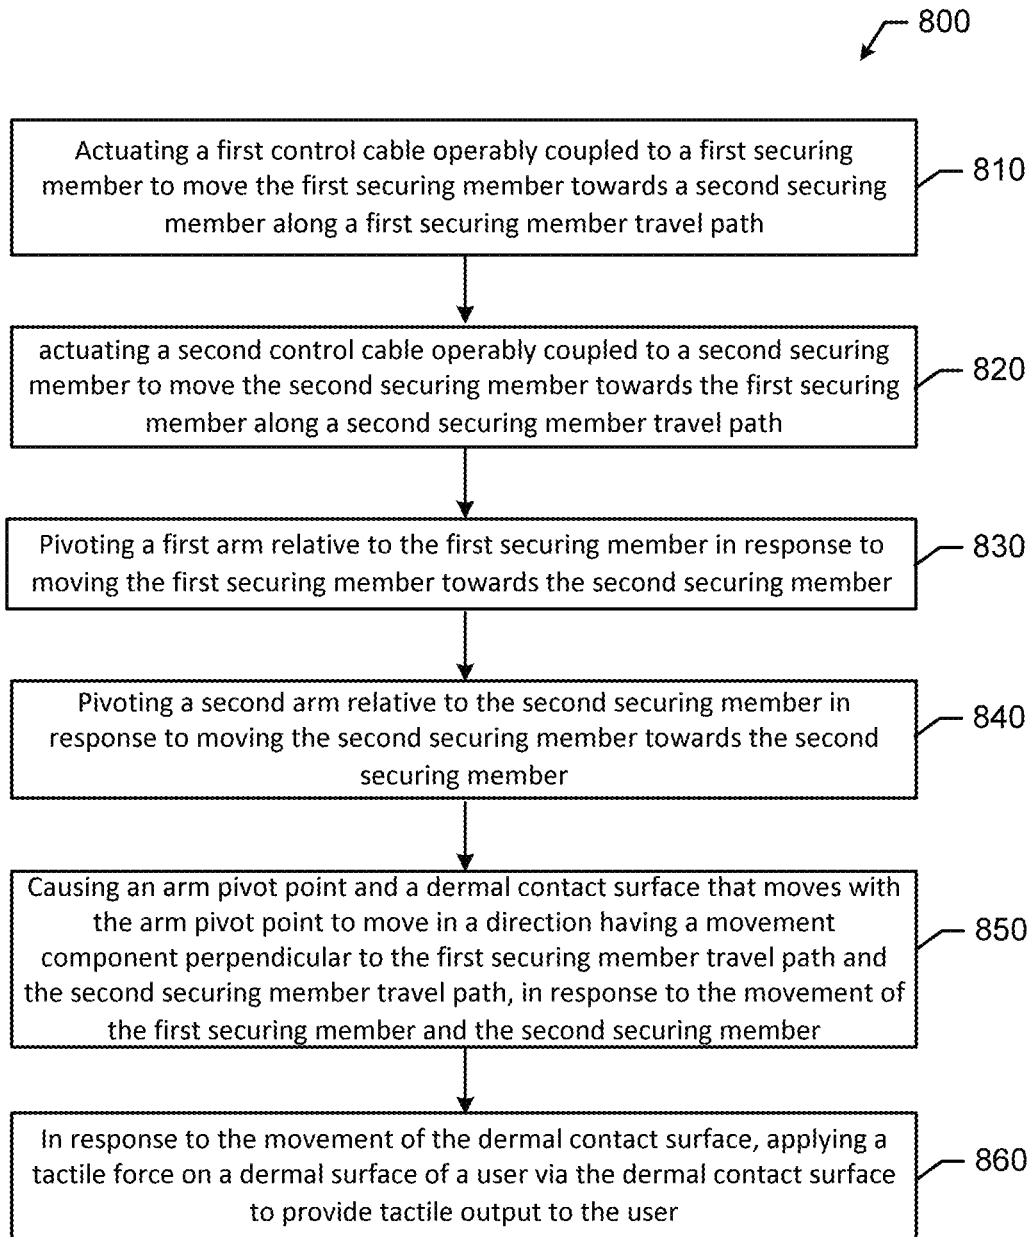 800
Actuating a first control cable operably coupled to a first securing
member to move the first securing member towards a second securing
member along a first securing member travel path
810
actuating a second control cable operably coupled to a second securing
member to move the second securing member towards the first securing
member along a second securing member travel path
820
Pivoting a first arm relative to the first securing member in response to
moving the first securing member towards the second securing member
830
Pivoting a second arm relative to the second securing member in
response to moving the second securing member towards the second
securing member
840
Causing an arm pivot point and a dermal contact surface that moves with
the arm pivot point to move in a direction having a movement
component perpendicular to the first securing member travel path and
the second securing member travel path, in response to the movement of
the first securing member and the second securing member
850
In response to the movement of the dermal contact surface, applying a
tactile force on a dermal surface of a user via the dermal contact surface
to provide tactile output to the user
860